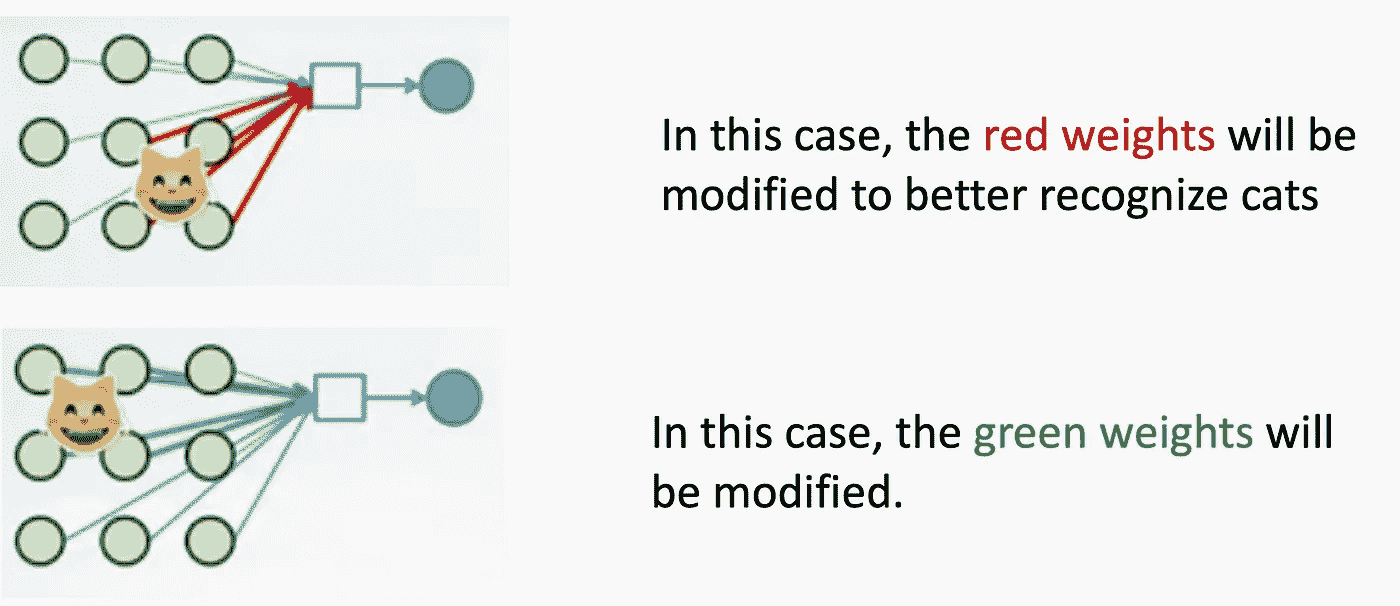 In this case, the red weights will be
modified to better recognize cats
In this case, the green weights will
be modified.